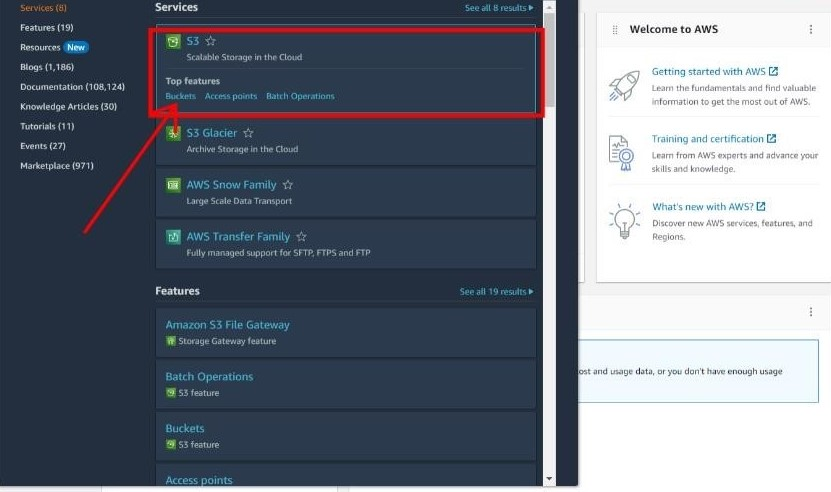 Services (8)
Features (19)
Resources New
Blogs (1,186)
Documentation (108,124)
Knowledge Articles (30)
Tutorials (11)
Events (27)
Marketplace (971)
Services
See all 8 results
S3
Scalable Storage in the Cloud
Top features
Buckets Access points Batch Operations
S3 Glacier
Archive Storage in the Cloud
AWS Snow Family
Large Scale Data Transport
AWS Transfer Family
Fully managed support for SFTP, FTPS and FTP
Features
See all 19 results
Amazon S3 File Gateway
Storage Gateway feature
Batch Operations
S3 feature
Buckets
S3 feature
Access points
Welcome to AWS
Getting started with AWS
Learn the fundamentals and find valuable
information to get the most out of AWS.
Training and certification
Learn from AWS experts and advance your
skills and knowledge.
What's new with AWS?
Discover new AWS services, features, and
Regions.
ost and usage data, or you don't have enough usage